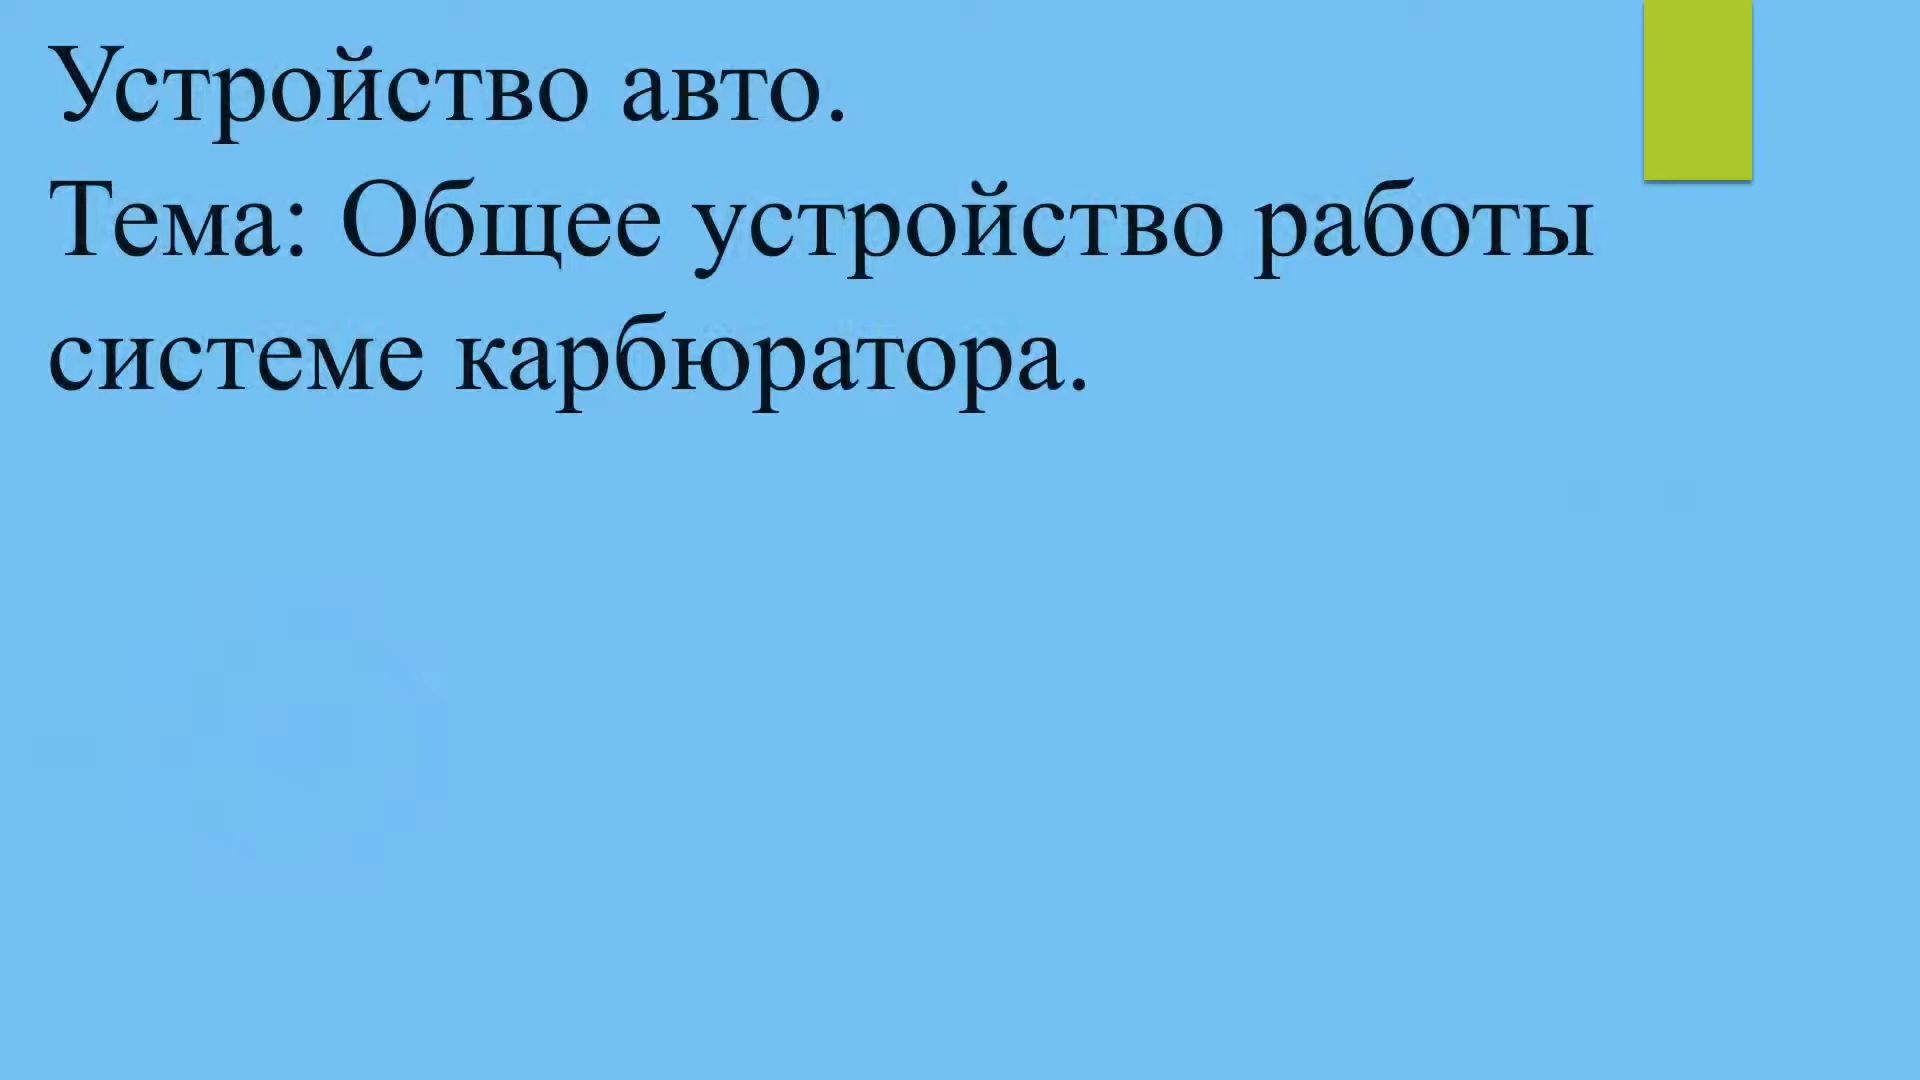 Устройство авто.
Тема: Общее устройство работы
системе карбюратора.